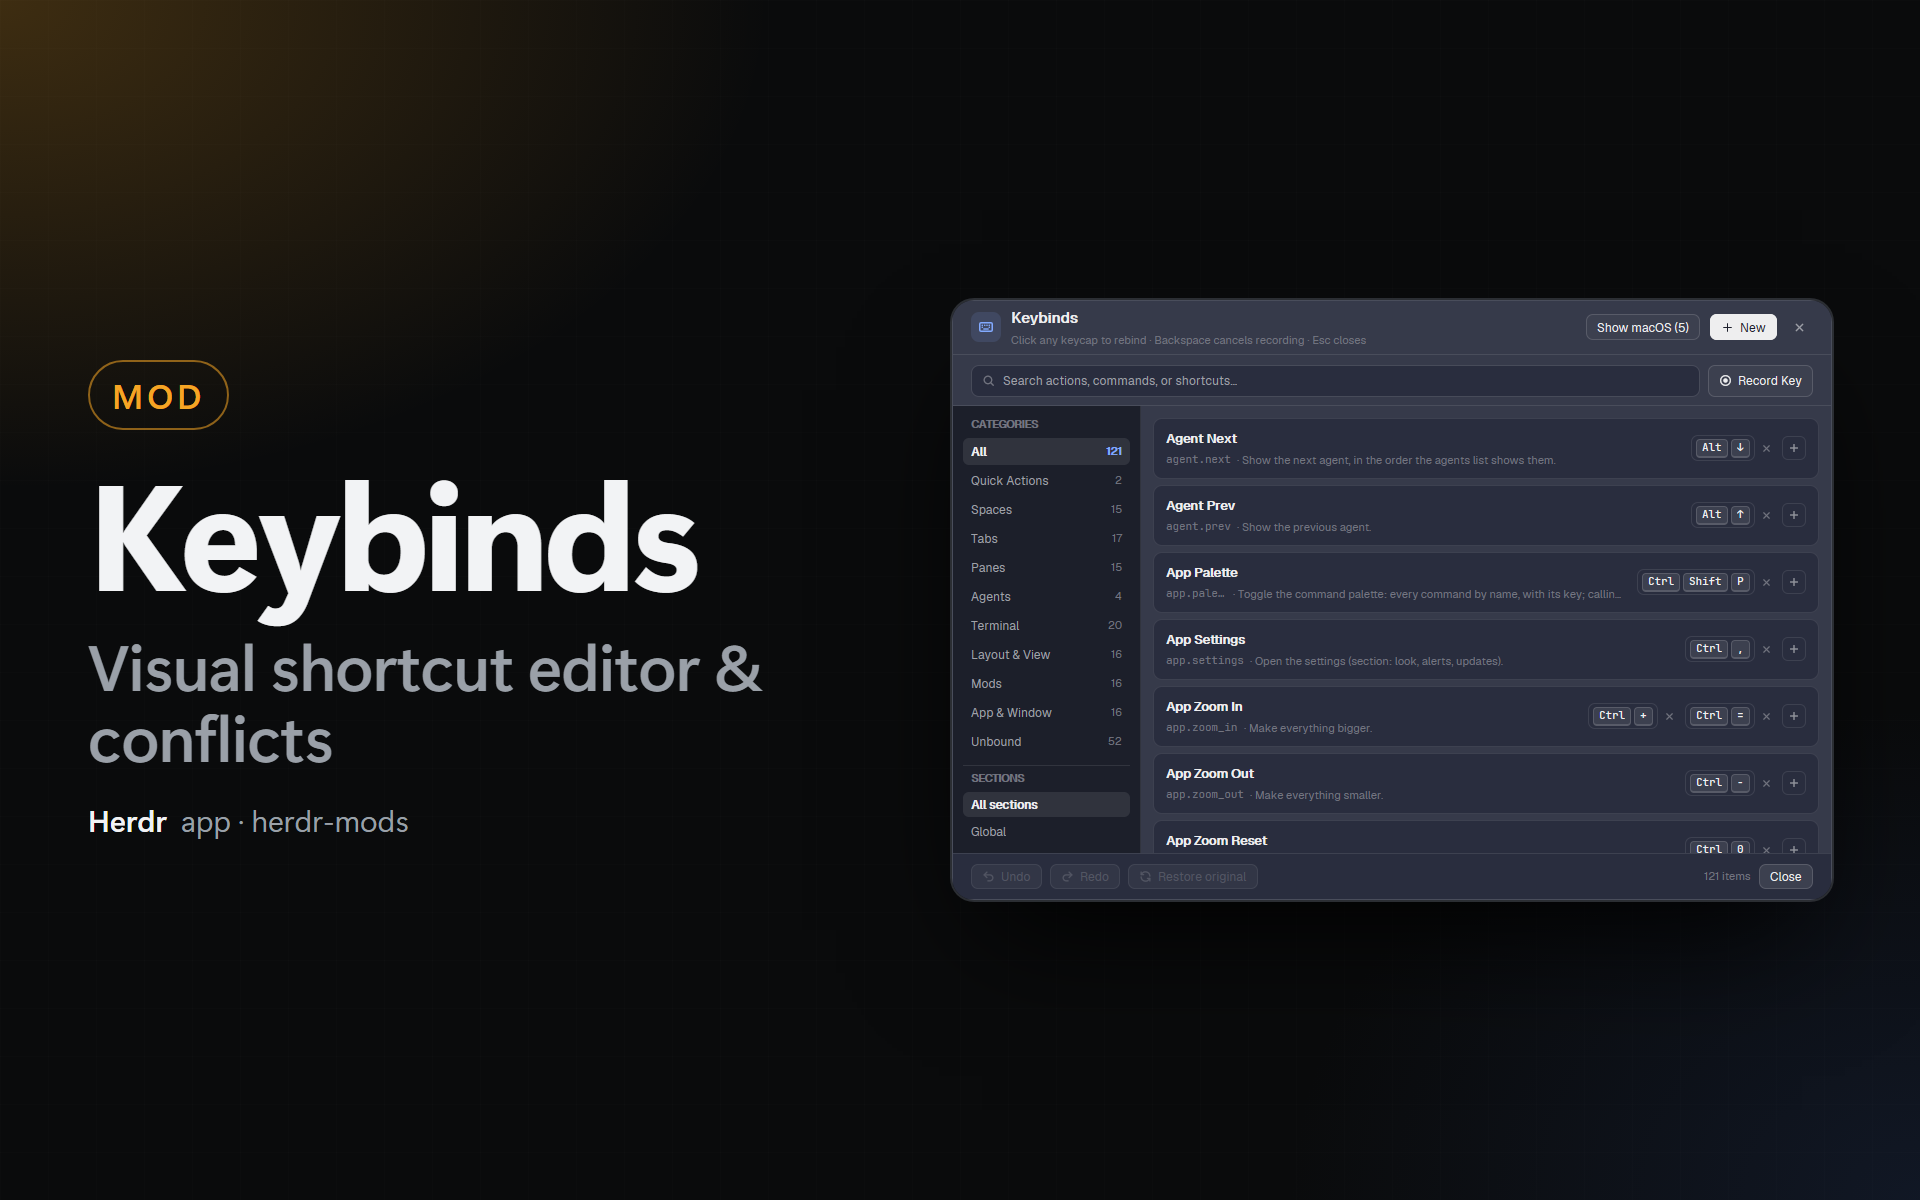 MOD
Keybinds
Visual shortcut editor &
conflicts
Herdr app · herdr-mods
Keybinds
Click any keycap to rebind · Backspace cancels recording · Esc closes
Show macOS (5)
+ New
×
Search actions, commands, or shortcuts...
Record Key
CATEGORIES
All 121
Quick Actions 2
Spaces 15
Tabs 17
Panes 15
Agents 4
Terminal 20
Layout & View 16
Mods 16
App & Window 16
Unbound 52
SECTIONS
All sections
Global
Agent Next
agent.next · Show the next agent, in the order the agents list shows them.
Alt ↓ × +
Agent Prev
agent.prev · Show the previous agent.
Alt ↑ × +
App Palette
app.pale… · Toggle the command palette: every command by name, with its key; callin…
Ctrl Shift P × +
App Settings
app.settings · Open the settings (section: look, alerts, updates).
Ctrl , × +
App Zoom In
app.zoom_in · Make everything bigger.
Ctrl + × Ctrl = × +
App Zoom Out
app.zoom_out · Make everything smaller.
Ctrl - × +
App Zoom Reset
Ctrl 0 × +
Undo
Redo
Restore original
121 items
Close